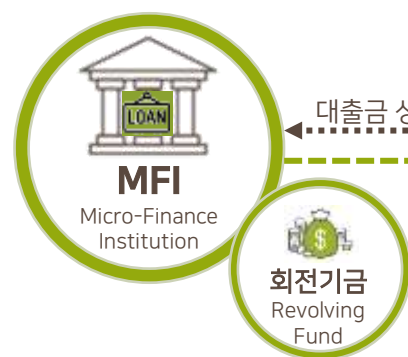 LOAN
대출금
MFI
Micro-Finance
Institution
회전기금
Revolving
Fund